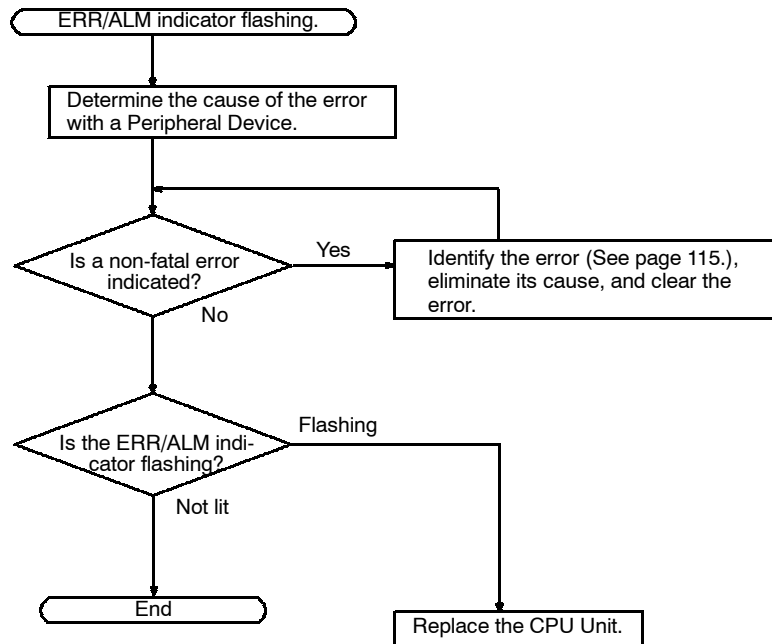 ERR/ALM indicator flashing.
Determine the cause of the error
with a Peripheral Device.
Is a non-fatal error
indicated?
Yes
Identify the error (See page 115.),
eliminate its cause, and clear the
error.
No
Is the ERR/ALM indi-
cator flashing?
Flashing
Not lit
End
Replace the CPU Unit.